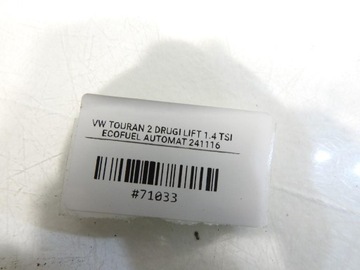 VW TOURAN 2 DRUGI LIFT 1.4 TSI
ECOFUEL AUTOMAT 241116
#71033